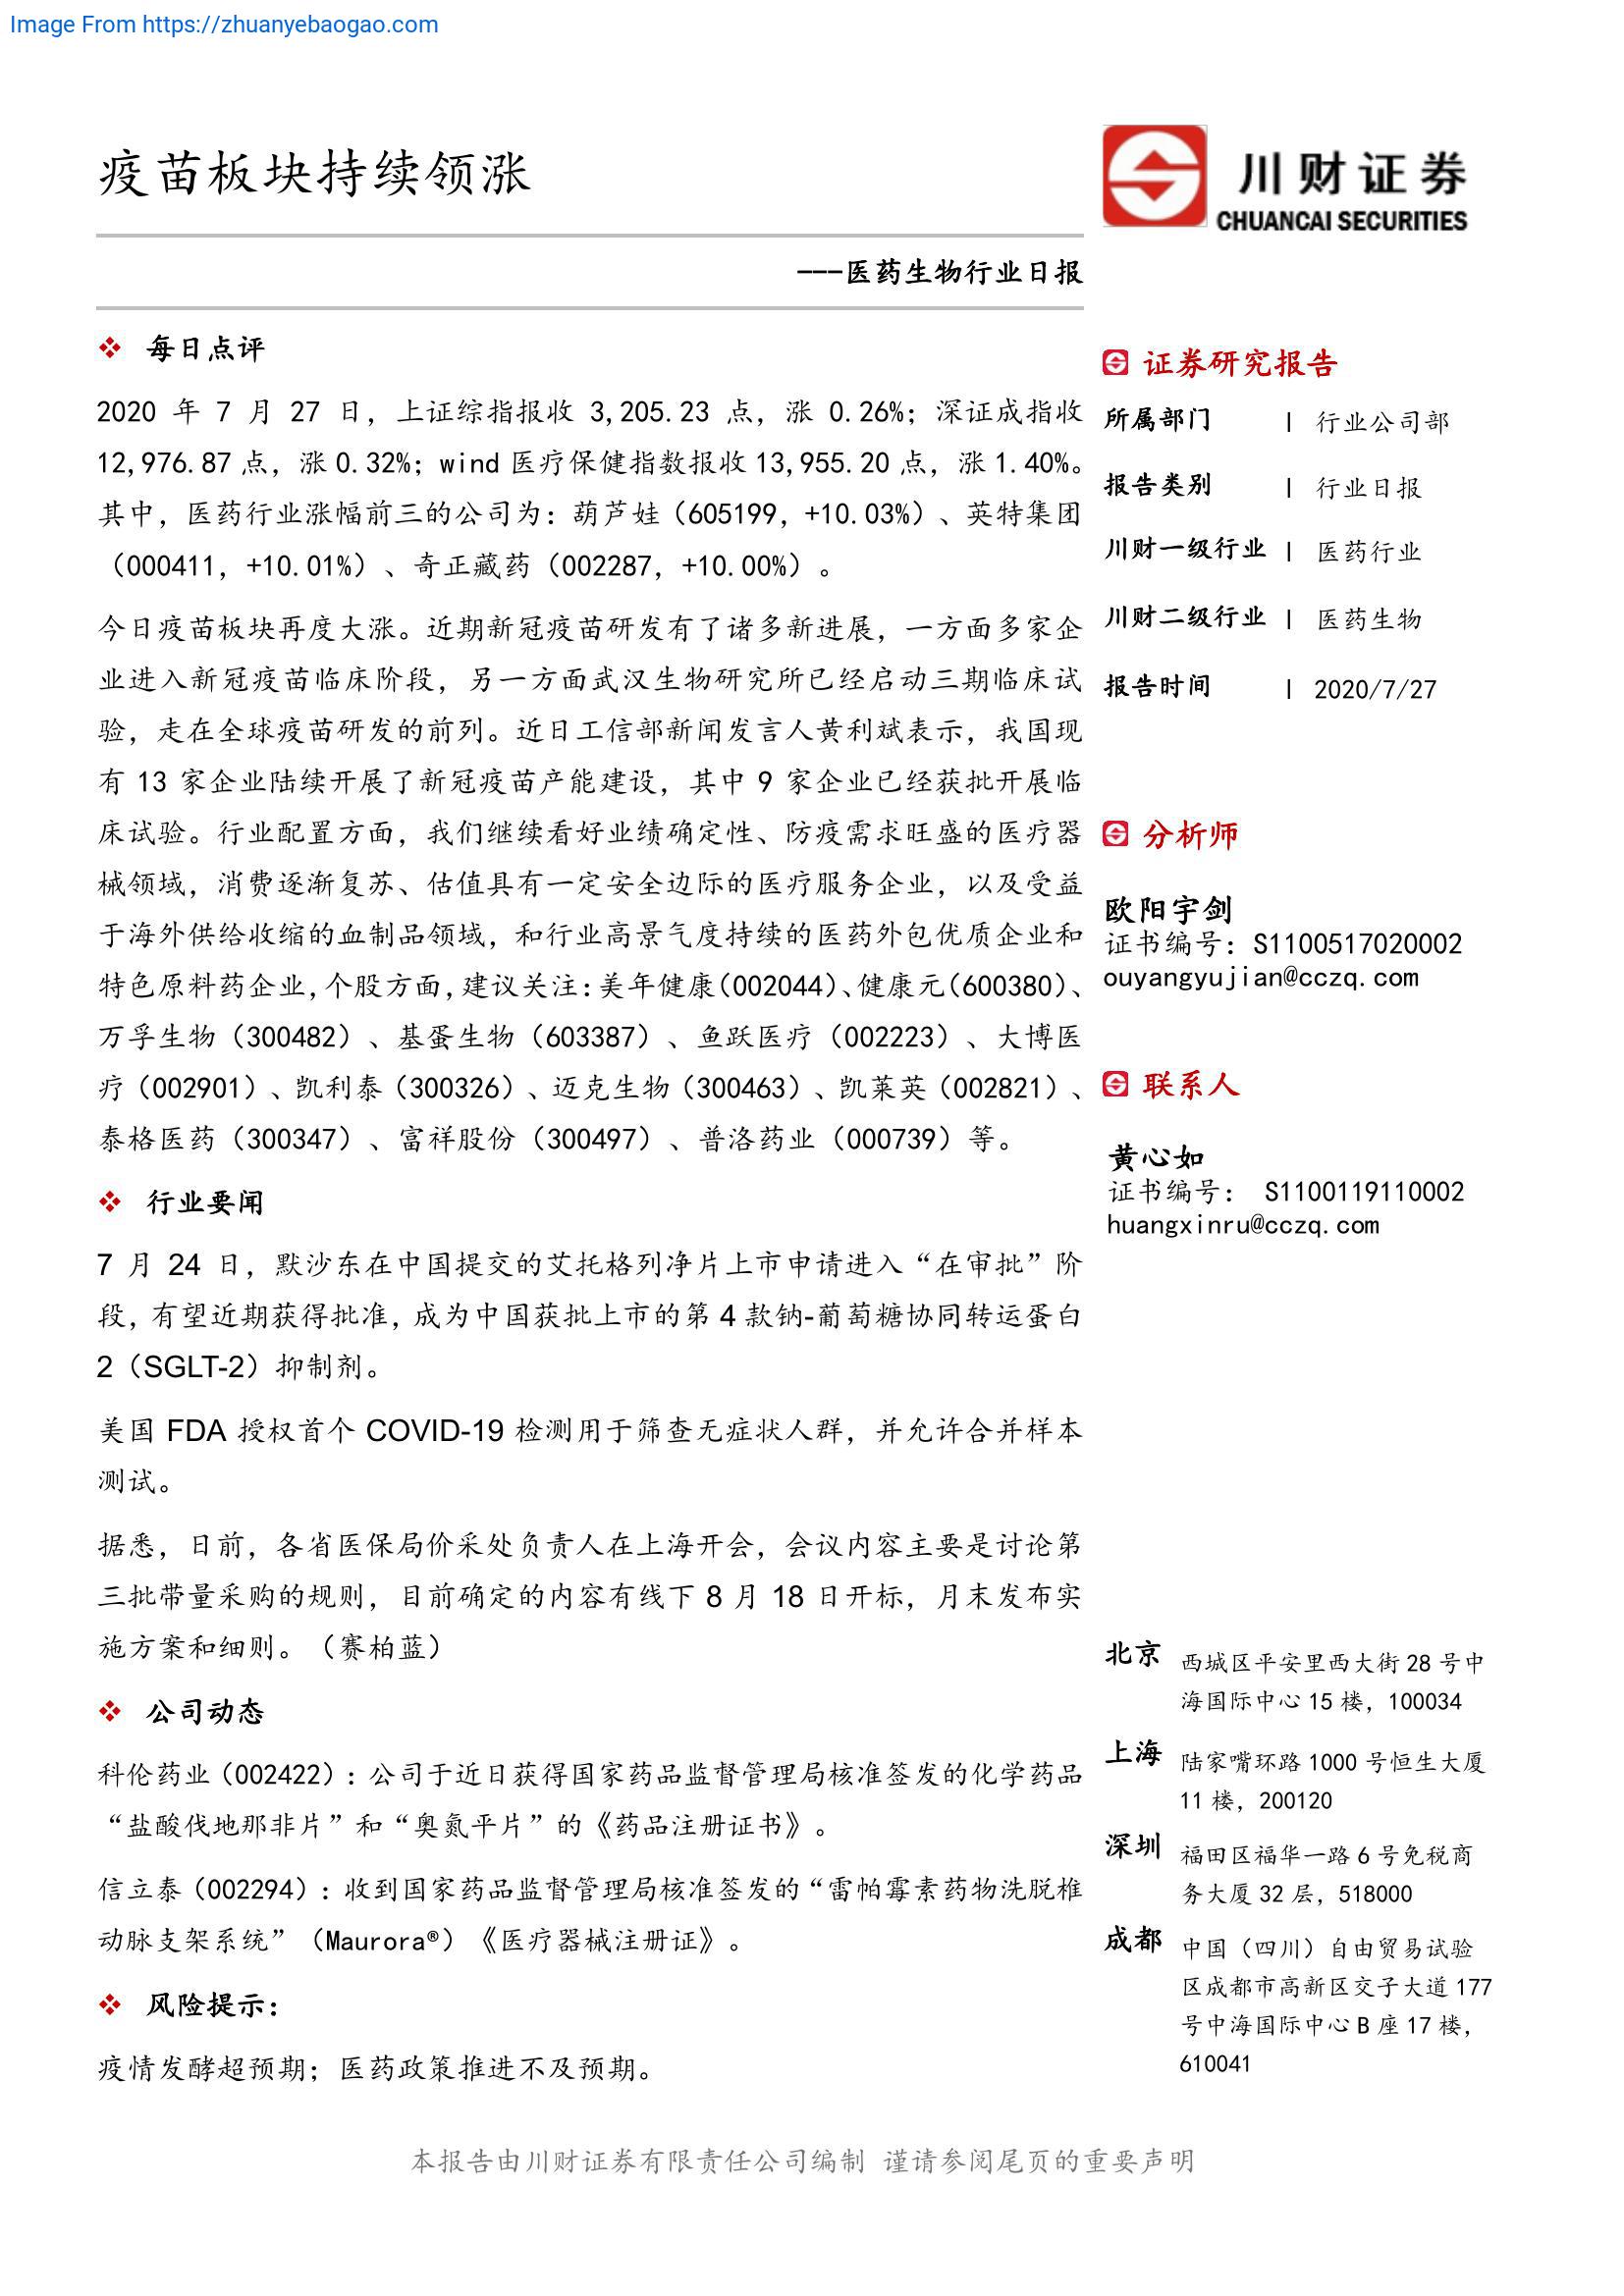 Image From https://zhuanyebaogao.com
疫苗板块持续领涨
川财证券
CHUANCAI SECURITIES
---医药生物行业日报
每日点评
2020 年 7 月 27 日，上证综指报收 3,205.23 点，涨 0.26%；深证成指收
12,976.87 点，涨 0.32%；wind 医疗保健指数报收 13,955.20 点，涨 1.40%。
其中，医药行业涨幅前三的公司为：葫芦娃（605199，+10.03%）、英特集团
（000411，+10.01%）、奇正藏药（002287，+10.00%）。
今日疫苗板块再度大涨。近期新冠疫苗研发有了诸多新进展，一方面多家企
业进入新冠疫苗临床阶段，另一方面武汉生物研究所已经启动三期临床试
验，走在全球疫苗研发的前列。近日工信部新闻发言人黄利斌表示，我国现
有 13 家企业陆续开展了新冠疫苗产能建设，其中 9 家企业已经获批开展临
床试验。行业配置方面，我们继续看好业绩确定性、防疫需求旺盛的医疗器
械领域，消费逐渐复苏、估值具有一定安全边际的医疗服务企业，以及受益
于海外供给收缩的血制品领域，和行业高景气度持续的医药外包优质企业和
特色原料药企业，个股方面，建议关注：美年健康（002044）、健康元（600380）、
万孚生物（300482）、基蛋生物（603387）、鱼跃医疗（002223）、大博医
疗（002901）、凯利泰（300326）、迈克生物（300463）、凯莱英（002821）、
泰格医药（300347）、富祥股份（300497）、普洛药业（000739）等。
行业要闻
7 月 24 日，默沙东在中国提交的艾托格列净片上市申请进入“在审批”阶
段，有望近期获得批准，成为中国获批上市的第 4 款钠-葡萄糖协同转运蛋白
2（SGLT-2）抑制剂。
美国 FDA 授权首个 COVID-19 检测用于筛查无症状人群，并允许合并样本
测试。
据悉，日前，各省医保局价采处负责人在上海开会，会议内容主要是讨论第
三批带量采购的规则，目前确定的内容有线下 8 月 18 日开标，月末发布实
施方案和细则。（赛柏蓝）
公司动态
科伦药业（002422）：公司于近日获得国家药品监督管理局核准签发的化学药品
“盐酸伐地那非片”和“奥氮平片”的《药品注册证书》。
信立泰（002294）：收到国家药品监督管理局核准签发的“雷帕霉素药物洗脱椎
动脉支架系统”（Maurora®）《医疗器械注册证》。
风险提示：
疫情发酵超预期；医药政策推进不及预期。
证券研究报告
所属部门 | 行业公司部
报告类别 | 行业日报
川财一级行业 | 医药行业
川财二级行业 | 医药生物
报告时间 | 2020/7/27
分析师
欧阳宇剑
证书编号：S1100517020002
ouyangyujian@cczq.com
联系人
黄心如
证书编号： S1100119110002
huangxinru@cczq.com
北京 西城区平安里西大街 28 号中
海国际中心 15 楼，100034
上海 陆家嘴环路 1000 号恒生大厦
11 楼，200120
深圳 福田区福华一路 6 号免税商
务大厦 32 层，518000
成都 中国（四川）自由贸易试验
区成都市高新区交子大道 177
号中海国际中心 B 座 17 楼，
610041
本报告由川财证券有限责任公司编制 谨请参阅尾页的重要声明